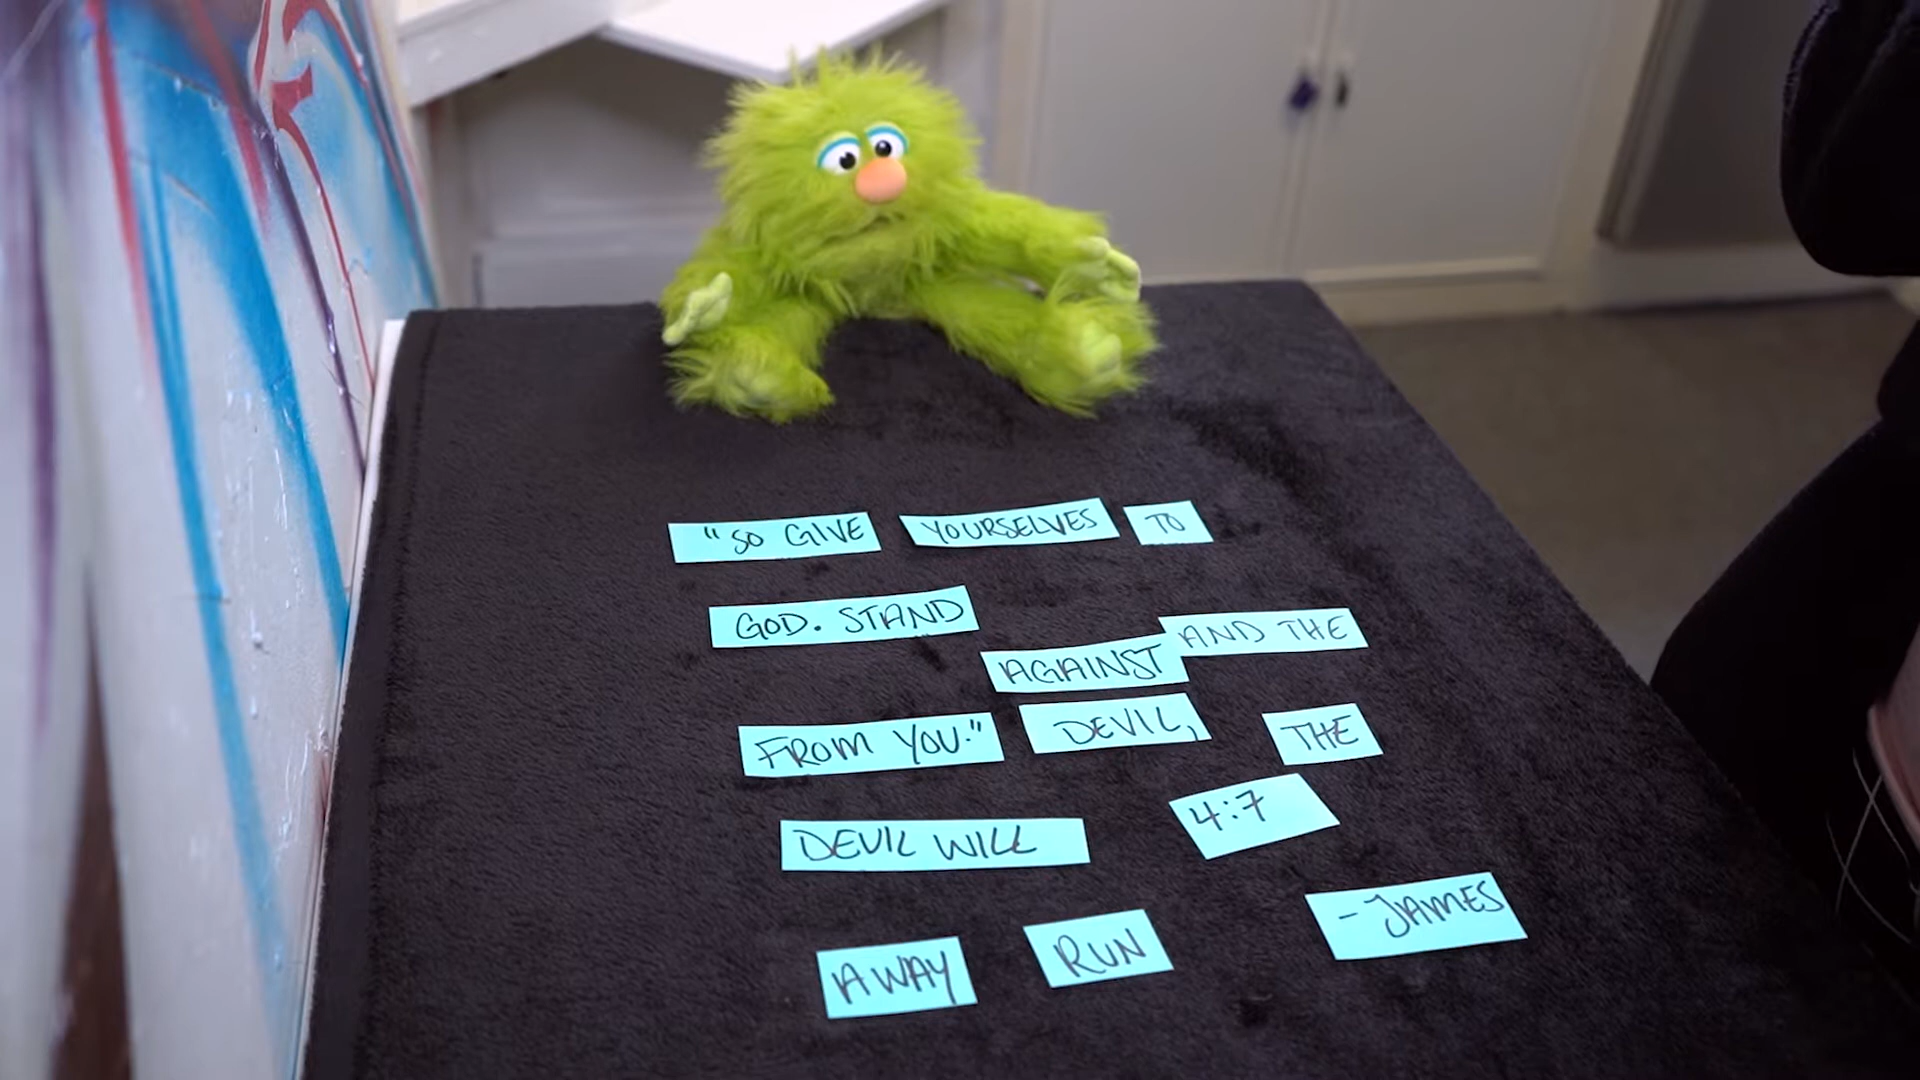 "SO GIVE YOURSELVES TO
GOD. STAND
AGAINST AND THE
FROM YOU." DEVIL, THE
DEVIL WILL 4:7
AWAY RUN -JAMES